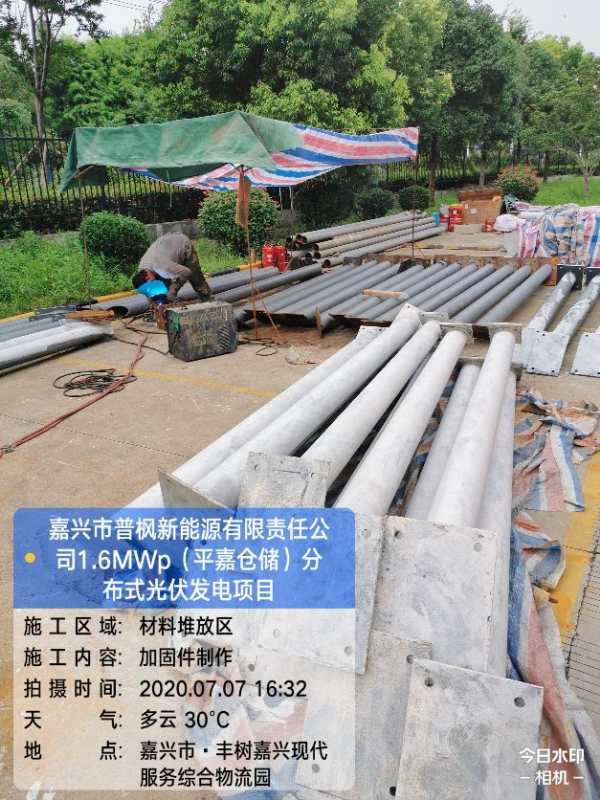 嘉兴市普枫新能源有限责任公
司1.6MWp（平嘉仓储）分
布式光伏发电项目
施工区域: 材料堆放区
施工内容: 加固件制作
拍摄时间: 2020.07.07 16:32
天气: 多云 30℃
地点: 嘉兴市·丰树嘉兴现代
服务综合物流园
今日水印
－相机－